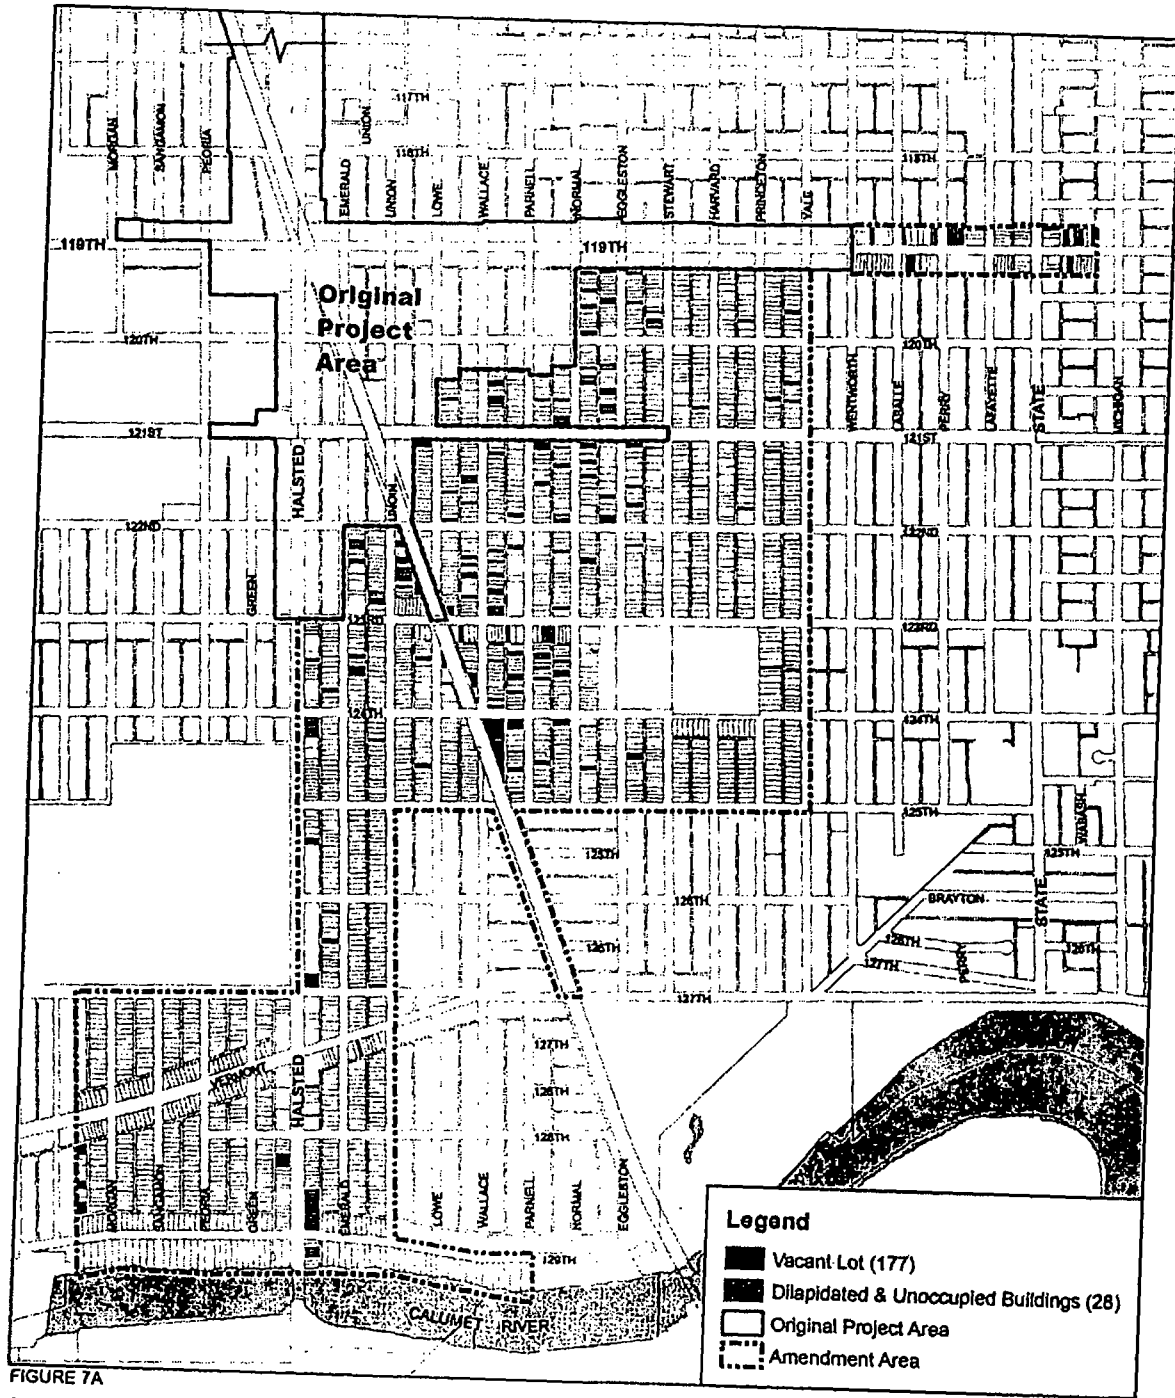 117TH
MORGAN
SANGAMON
PEORIA
UNION
118TH
118TH
EMERALD
UNION
LOWE
WALLACE
PARNELL
NORMAL
EGGLESTON
STEWART
HARVARD
PRINCETON
YALE
119TH
119TH
Original
Project
Area
120TH
120TH
WENTWORTH
LASALLE
PERRY
LAFAYETTE
STATE
MICHIGAN
121ST
121ST
HALSTED
UNION
122ND
122ND
GREEN
123RD
123RD
124TH
124TH
125TH
WABASH
125TH
125TH
STATE
126TH
BRAYTON
126TH
126TH
126TH
127TH
PERRY
127TH
127TH
VERMONT
HALSTED
128TH
128TH
MORGAN
SANGAMON
PEORIA
GREEN
EMERALD
LOWE
WALLACE
PARNELL
NORMAL
EGGLESTON
129TH
CALUMET RIVER
Legend
Vacant Lot (177)
Dilapidated & Unoccupied Buildings (28)
Original Project Area
Amendment Area
FIGURE 7A